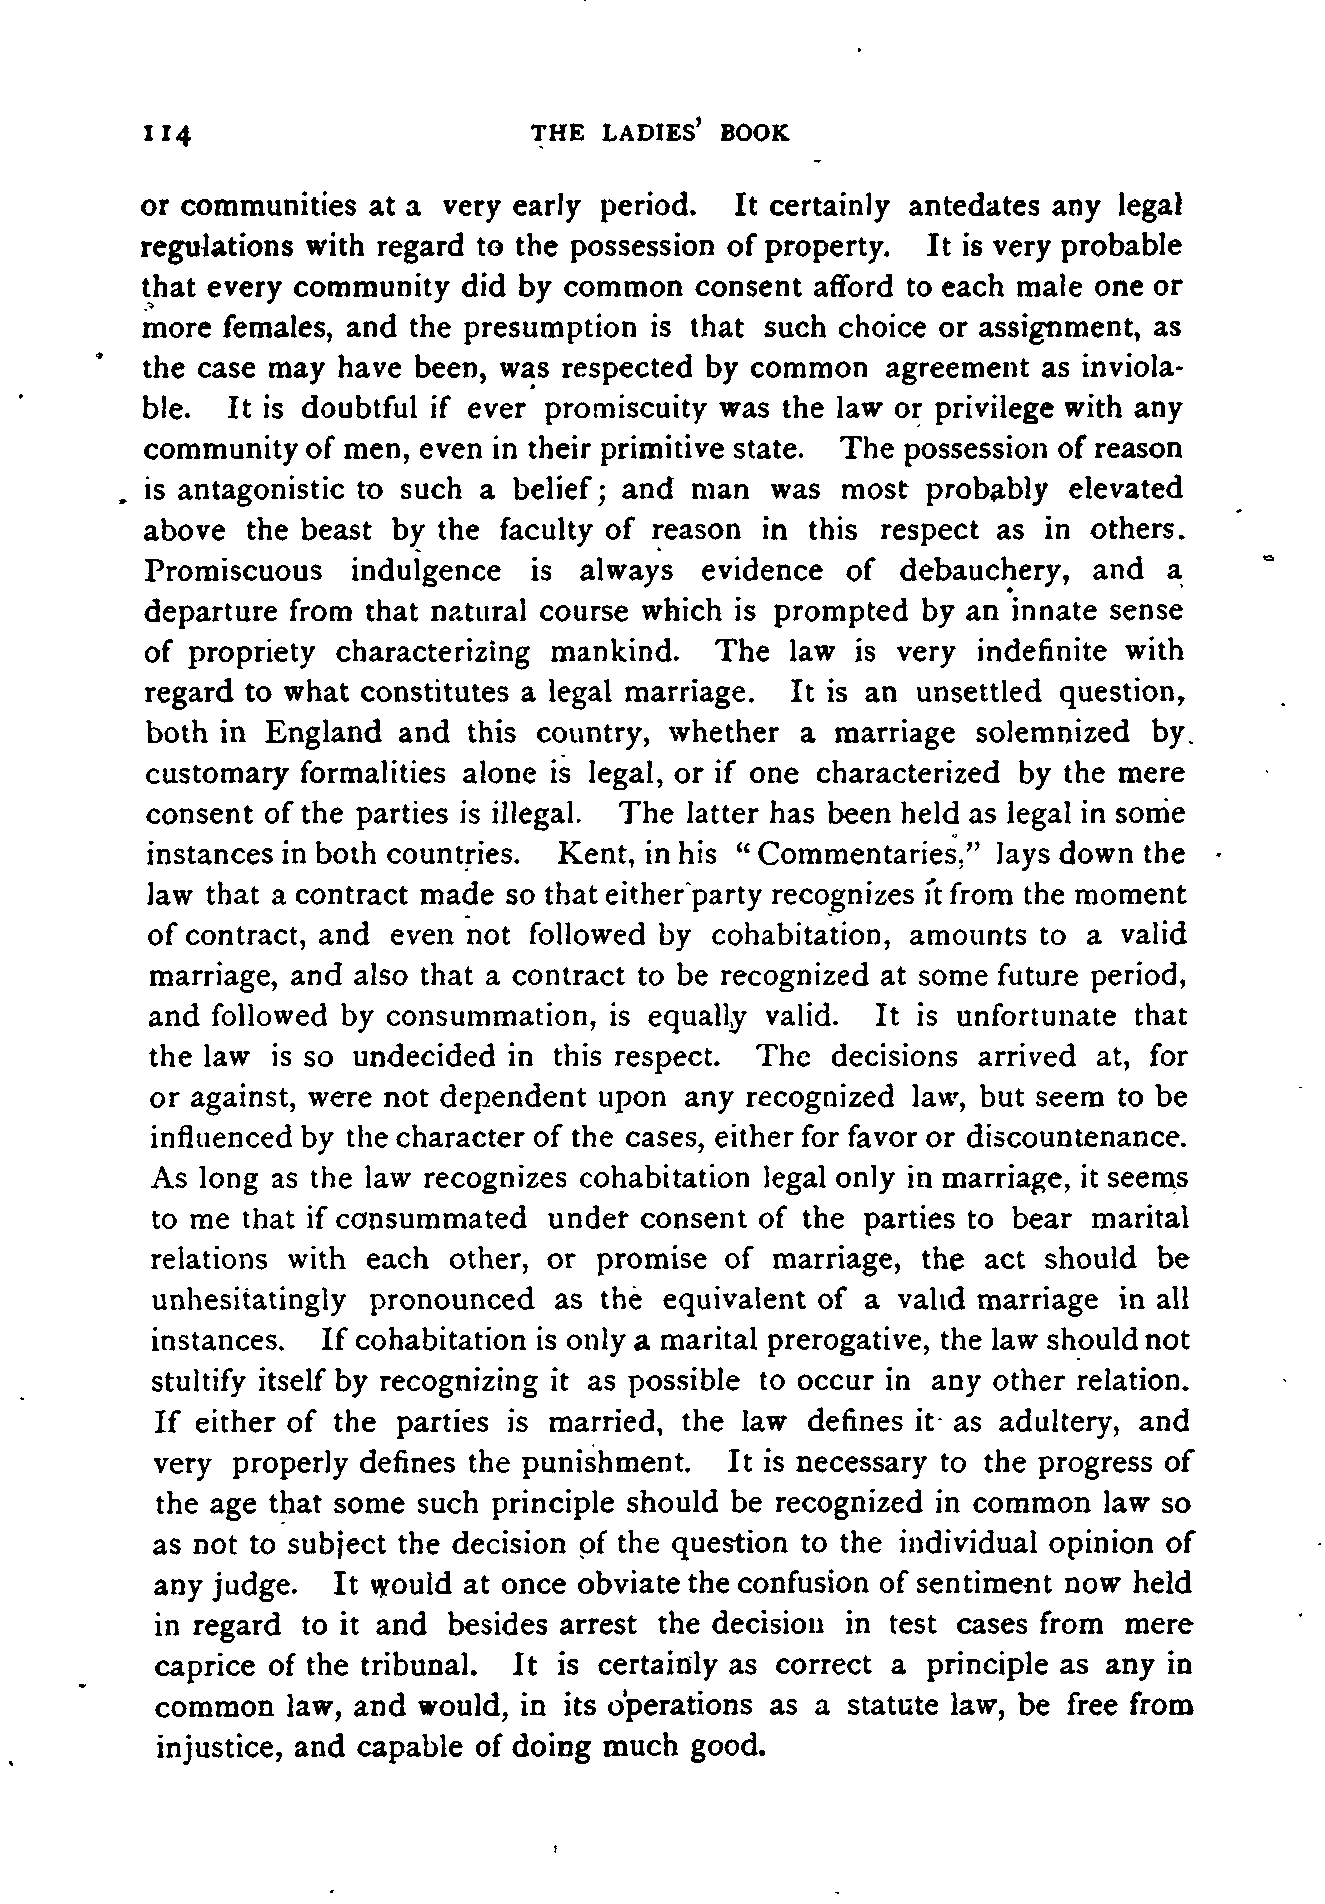 114 THE LADIES' BOOK
or communities at a very early period. It certainly antedates any legal
regulations with regard to the possession of property. It is very probable
that every community did by common consent afford to each male one or
more females, and the presumption is that such choice or assignment, as
the case may have been, was respected by common agreement as inviola-
ble. It is doubtful if ever promiscuity was the law or privilege with any
community of men, even in their primitive state. The possession of reason
is antagonistic to such a belief; and man was most probably elevated
above the beast by the faculty of reason in this respect as in others.
Promiscuous indulgence is always evidence of debauchery, and a
departure from that natural course which is prompted by an innate sense
of propriety characterizing mankind. The law is very indefinite with
regard to what constitutes a legal marriage. It is an unsettled question,
both in England and this country, whether a marriage solemnized by
customary formalities alone is legal, or if one characterized by the mere
consent of the parties is illegal. The latter has been held as legal in some
instances in both countries. Kent, in his “Commentaries,” lays down the
law that a contract made so that either party recognizes it from the moment
of contract, and even not followed by cohabitation, amounts to a valid
marriage, and also that a contract to be recognized at some future period,
and followed by consummation, is equally valid. It is unfortunate that
the law is so undecided in this respect. The decisions arrived at, for
or against, were not dependent upon any recognized law, but seem to be
influenced by the character of the cases, either for favor or discountenance.
As long as the law recognizes cohabitation legal only in marriage, it seems
to me that if consummated under consent of the parties to bear marital
relations with each other, or promise of marriage, the act should be
unhesitatingly pronounced as the equivalent of a valid marriage in all
instances. If cohabitation is only a marital prerogative, the law should not
stultify itself by recognizing it as possible to occur in any other relation.
If either of the parties is married, the law defines it as adultery, and
very properly defines the punishment. It is necessary to the progress of
the age that some such principle should be recognized in common law so
as not to subject the decision of the question to the individual opinion of
any judge. It would at once obviate the confusion of sentiment now held
in regard to it and besides arrest the decision in test cases from mere
caprice of the tribunal. It is certainly as correct a principle as any in
common law, and would, in its operations as a statute law, be free from
injustice, and capable of doing much good.